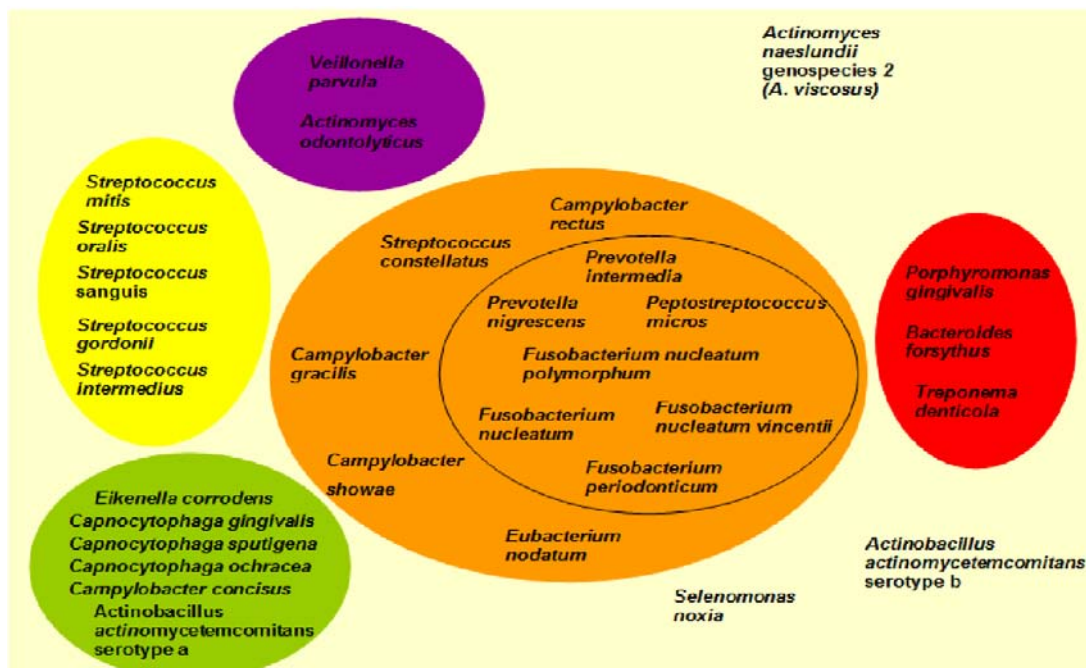 Veillonella
parvula
Actinomyces
odontolyticus
Actinomyces
naeslundii
genospecies 2
(A. viscosus)
Streptococcus
mitis
Streptococcus
oralis
Streptococcus
sanguis
Streptococcus
gordonii
Streptococcus
intermedius
Campylobacter
rectus
Streptococcus
constellatus
Prevotella
intermedia
Prevotella
nigrescens
Peptostreptococcus
micros
Campylobacter
gracilis
Fusobacterium nucleatum
polymorphum
Fusobacterium
nucleatum
Fusobacterium
nucleatum vincentii
Campylobacter
showae
Fusobacterium
periodonticum
Eubacterium
nodatum
Porphyromonas
gingivalis
Bacteroides
forsythus
Treponema
denticola
Eikenella corrodens
Capnocytophaga gingivalis
Capnocytophaga sputigena
Capnocytophaga ochracea
Campylobacter concisus
Actinobacillus
actinomycetemcomitans
serotype a
Selenomonas
noxia
Actinobacillus
actinomycetemcomitans
serotype b